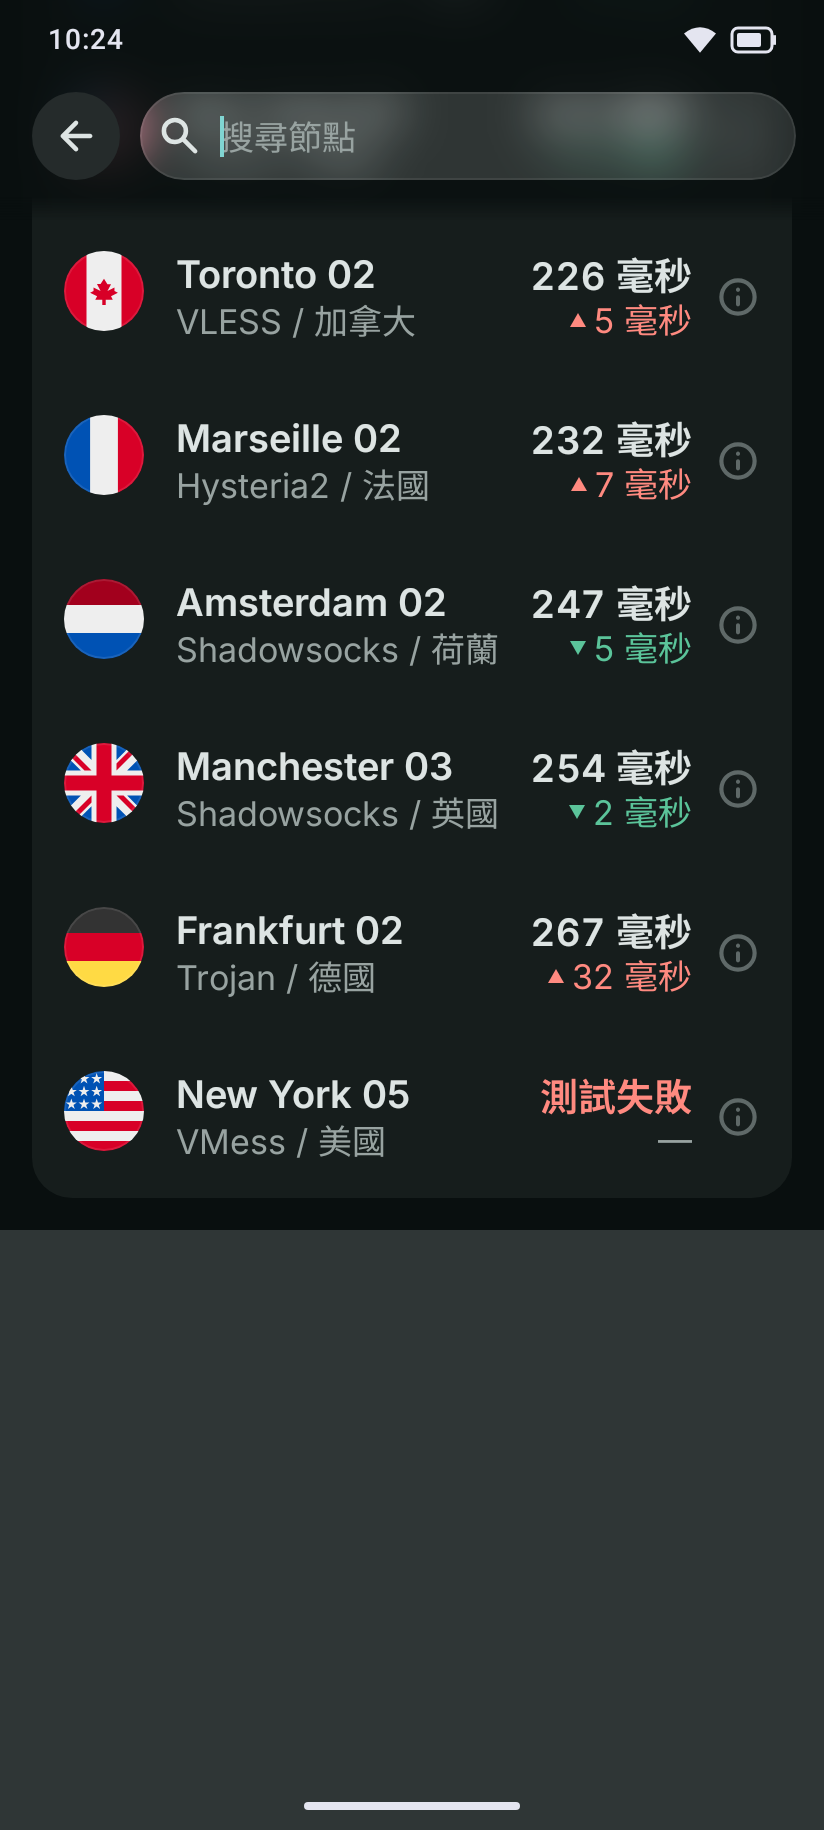 10:24
搜尋節點
Toronto 02
226 毫秒
VLESS / 加拿大
▲5 毫秒
Marseille 02
232 毫秒
Hysteria2 / 法國
▲7 毫秒
Amsterdam 02
247 毫秒
Shadowsocks / 荷蘭
▼5 毫秒
Manchester 03
254 毫秒
Shadowsocks / 英國
▼2 毫秒
Frankfurt 02
267 毫秒
Trojan / 德國
▲32 毫秒
New York 05
測試失敗
VMess / 美國
—